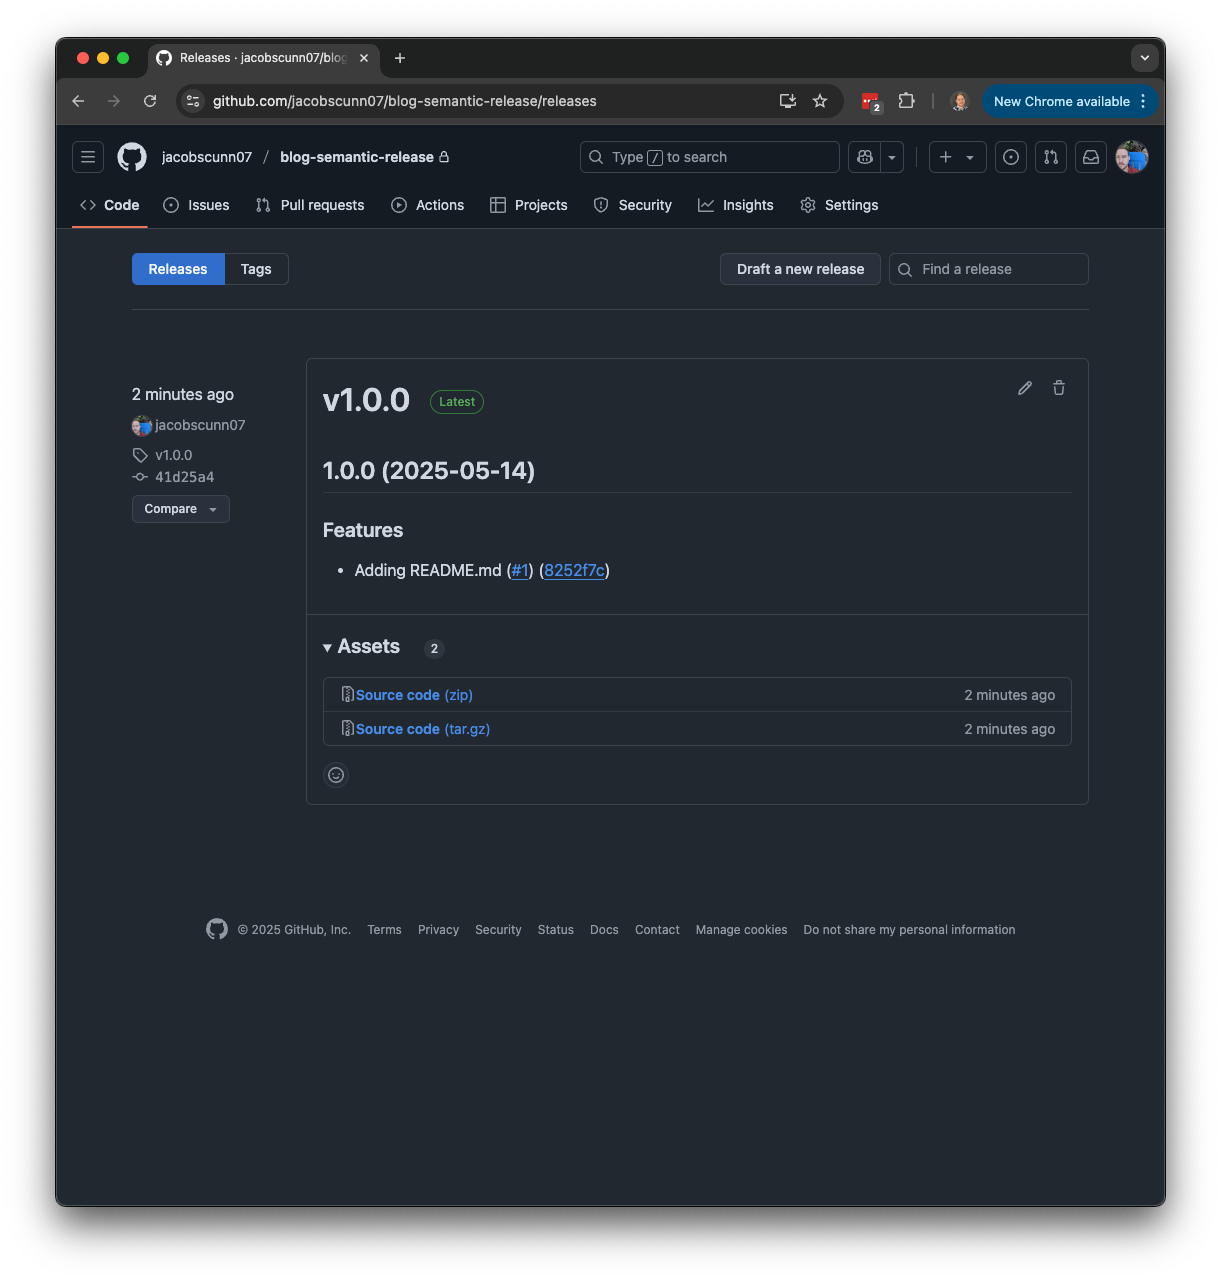 Releases · jacobscunn07/blog
github.com/jacobscunn07/blog-semantic-release/releases
2
New Chrome available
jacobscunn07 / blog-semantic-release
Type / to search
Code Issues Pull requests Actions Projects Security Insights Settings
Releases Tags
Draft a new release
Find a release
2 minutes ago
jacobscunn07
v1.0.0
41d25a4
Compare
v1.0.0 Latest
1.0.0 (2025-05-14)
Features
Adding README.md (#1) (8252f7c)
Assets 2
Source code (zip) 2 minutes ago
Source code (tar.gz) 2 minutes ago
© 2025 GitHub, Inc. Terms Privacy Security Status Docs Contact Manage cookies Do not share my personal information